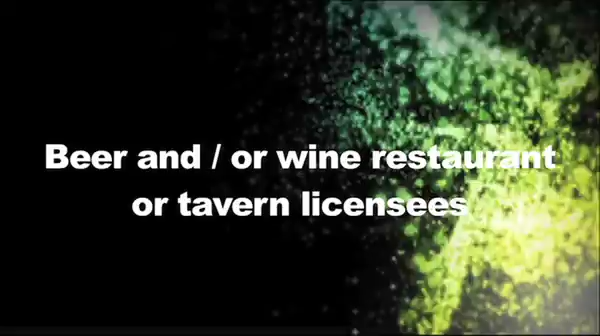 Beer and / or wine restaurant
or tavern licensees